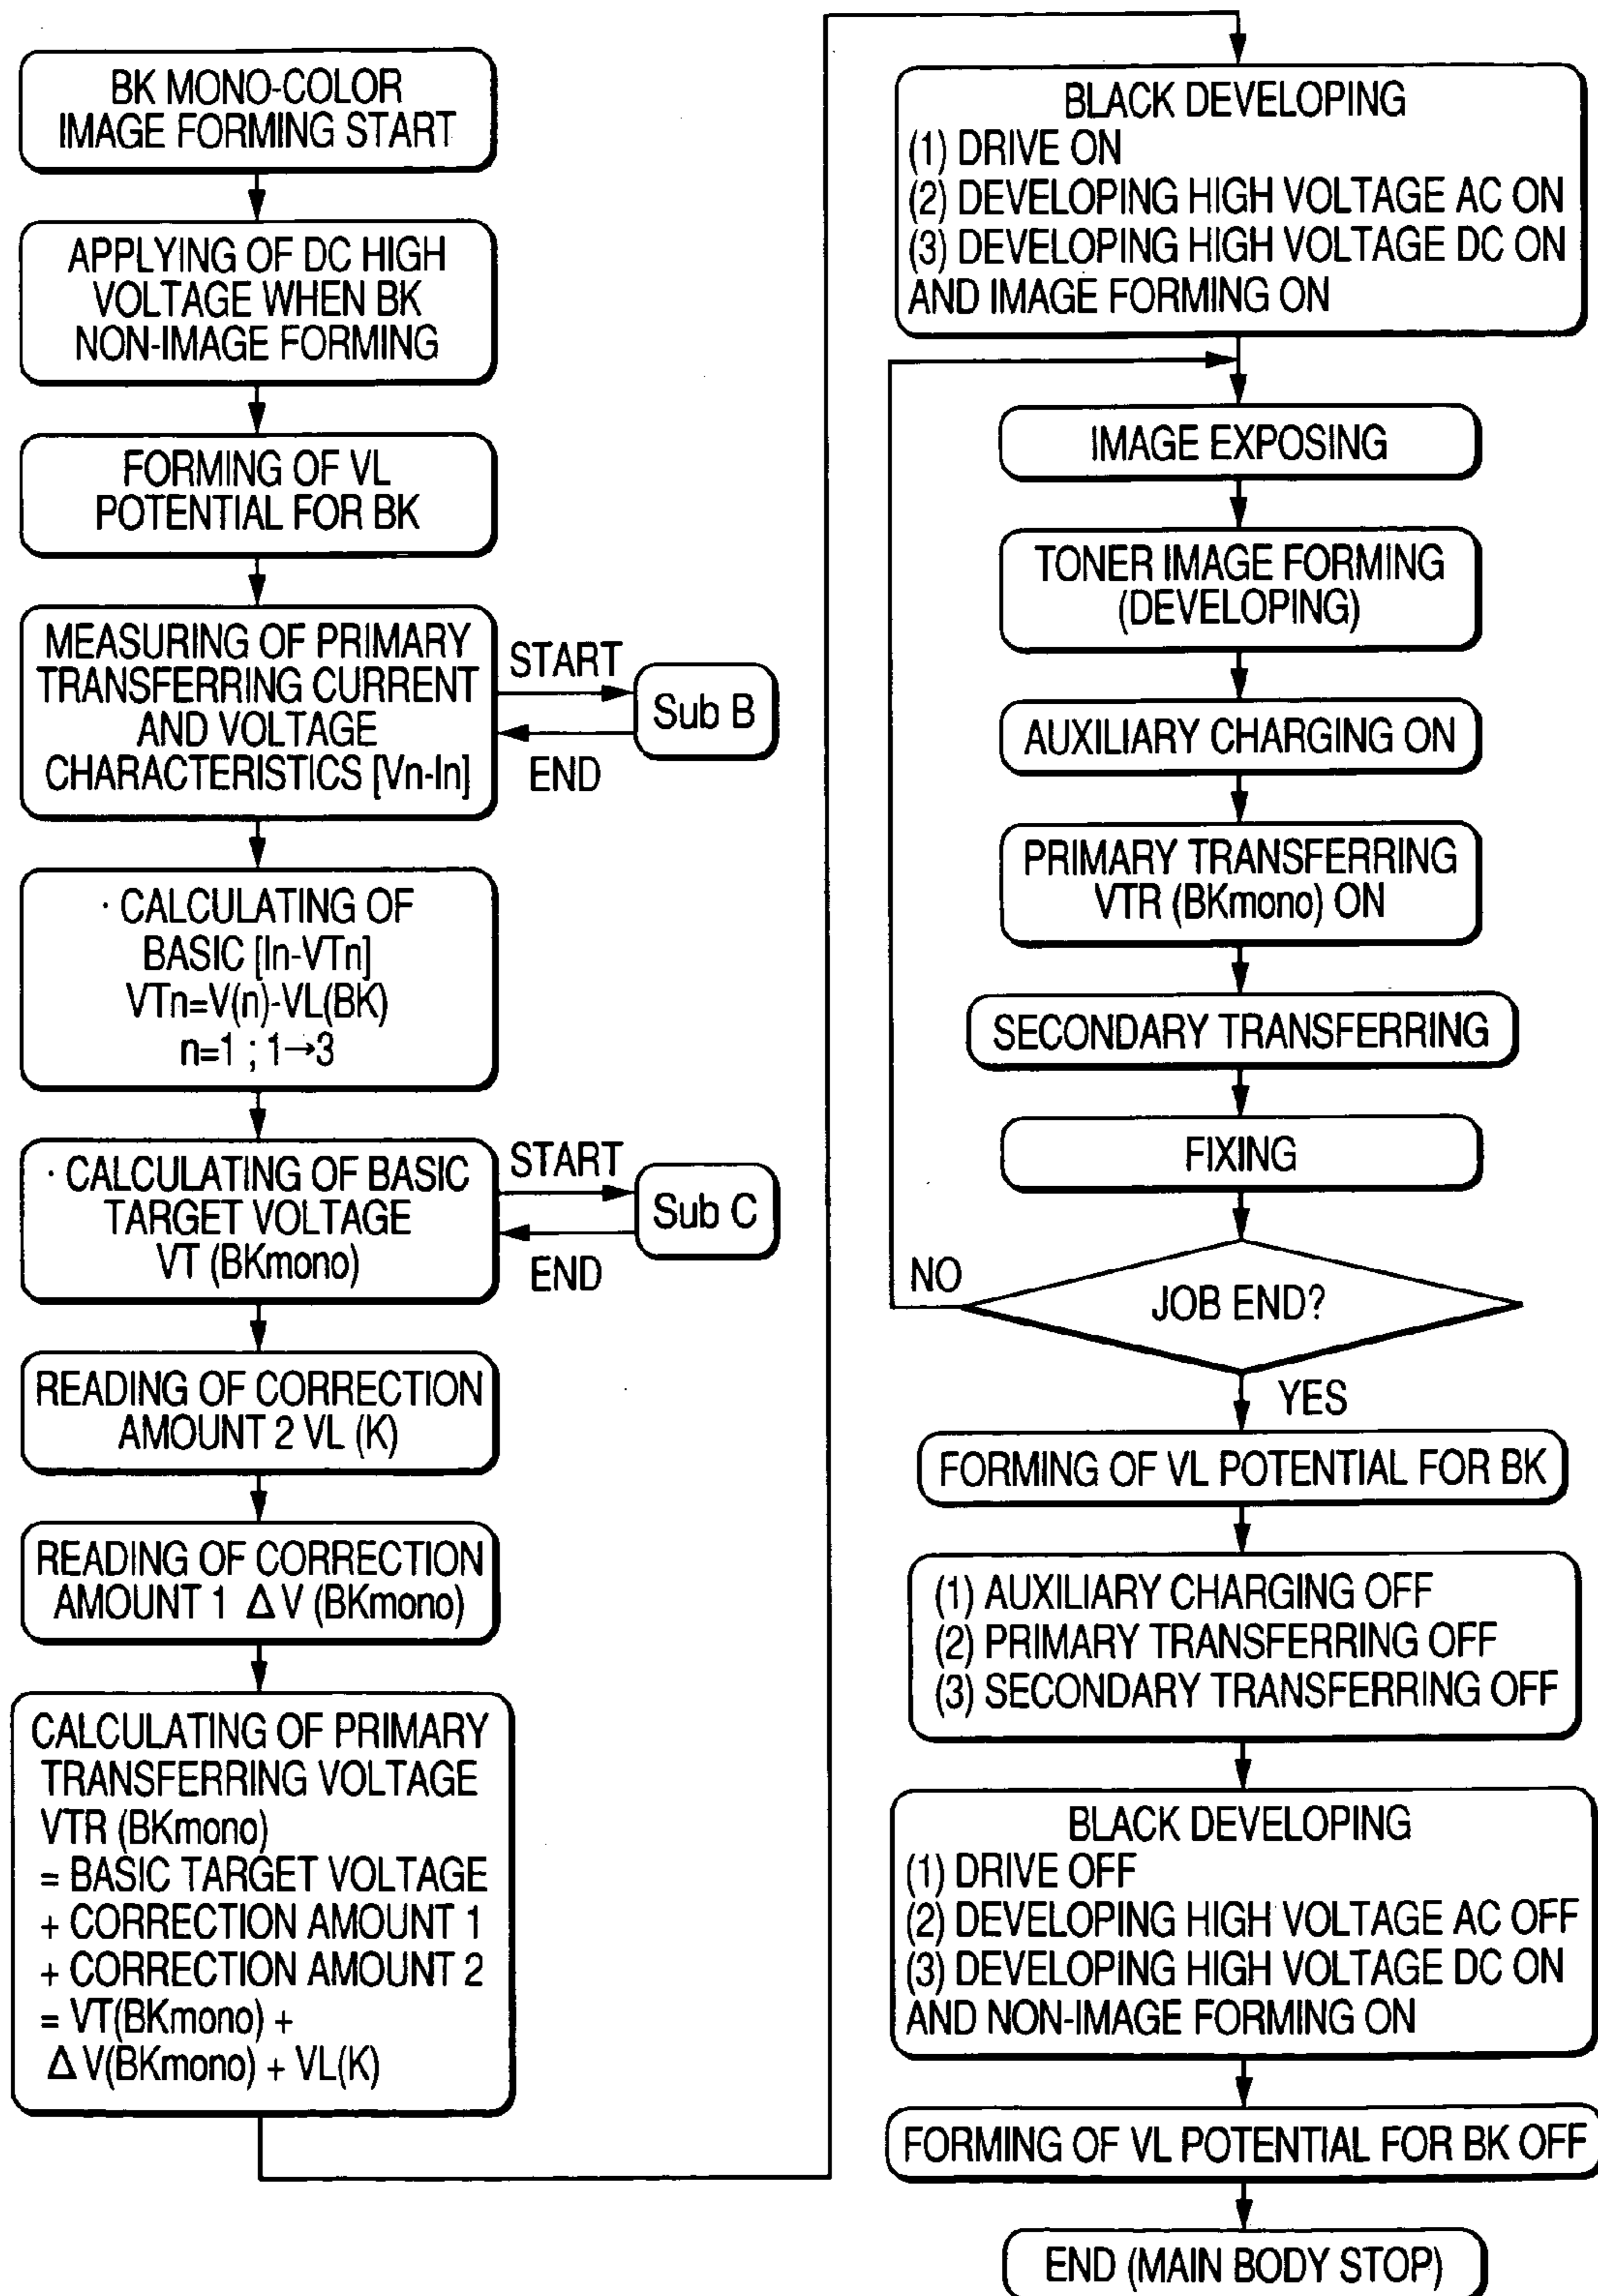 BK MONO-COLOR
IMAGE FORMING START
APPLYING OF DC HIGH
VOLTAGE WHEN BK
NON-IMAGE FORMING
FORMING OF VL
POTENTIAL FOR BK
MEASURING OF PRIMARY
TRANSFERRING CURRENT
AND VOLTAGE
CHARACTERISTICS [Vn-In]
START
Sub B
END
· CALCULATING OF
BASIC [In-VTn]
VTn=V(n)-VL(BK)
n=1 ; 1→3
· CALCULATING OF BASIC
TARGET VOLTAGE
VT (BKmono)
START
Sub C
END
READING OF CORRECTION
AMOUNT 2 VL (K)
READING OF CORRECTION
AMOUNT 1 Δ V (BKmono)
CALCULATING OF PRIMARY
TRANSFERRING VOLTAGE
VTR (BKmono)
= BASIC TARGET VOLTAGE
+ CORRECTION AMOUNT 1
+ CORRECTION AMOUNT 2
= VT(BKmono) +
Δ V(BKmono) + VL(K)
BLACK DEVELOPING
(1) DRIVE ON
(2) DEVELOPING HIGH VOLTAGE AC ON
(3) DEVELOPING HIGH VOLTAGE DC ON
AND IMAGE FORMING ON
IMAGE EXPOSING
TONER IMAGE FORMING
(DEVELOPING)
AUXILIARY CHARGING ON
PRIMARY TRANSFERRING
VTR (BKmono) ON
SECONDARY TRANSFERRING
FIXING
NO
JOB END?
YES
FORMING OF VL POTENTIAL FOR BK
(1) AUXILIARY CHARGING OFF
(2) PRIMARY TRANSFERRING OFF
(3) SECONDARY TRANSFERRING OFF
BLACK DEVELOPING
(1) DRIVE OFF
(2) DEVELOPING HIGH VOLTAGE AC OFF
(3) DEVELOPING HIGH VOLTAGE DC ON
AND NON-IMAGE FORMING ON
FORMING OF VL POTENTIAL FOR BK OFF
END (MAIN BODY STOP)